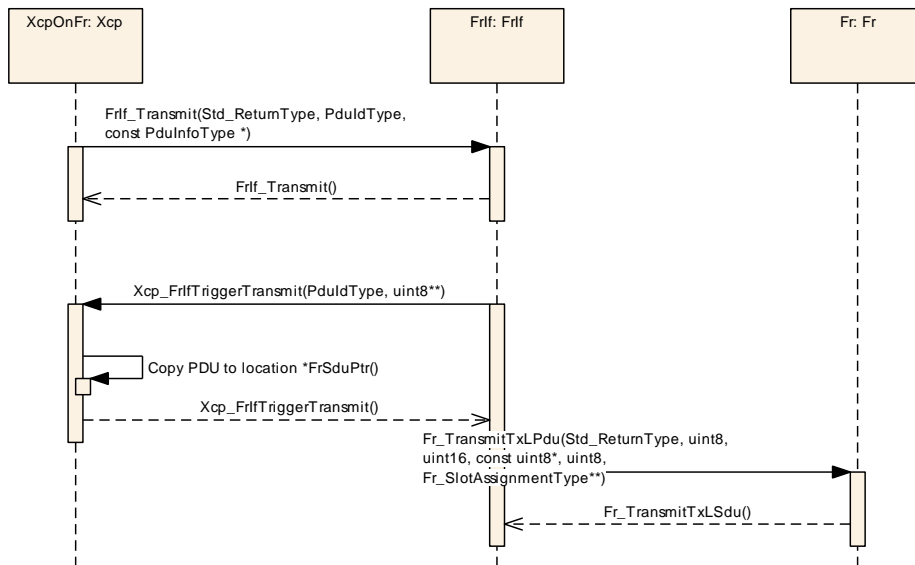 XcpOnFr: Xcp
FrIf: FrIf
Fr: Fr
FrIf_Transmit(Std_ReturnType, PduIdType,
const PduInfoType *)
FrIf_Transmit()
Xcp_FrIfTriggerTransmit(PduIdType, uint8**)
Copy PDU to location *FrSduPtr()
Xcp_FrIfTriggerTransmit()
Fr_TransmitTxLPdu(Std_ReturnType, uint8,
uint16, const uint8*, uint8,
Fr_SlotAssignmentType**)
Fr_TransmitTxLSdu()